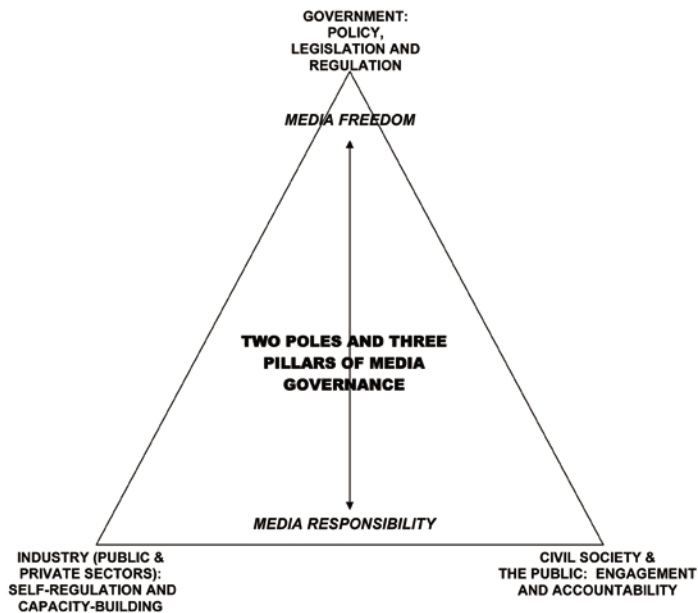 GOVERNMENT:
POLICY,
LEGISLATION AND
REGULATION
MEDIA FREEDOM
TWO POLES AND THREE
PILLARS OF MEDIA
GOVERNANCE
MEDIA RESPONSIBILITY
INDUSTRY (PUBLIC &
PRIVATE SECTORS):
SELF-REGULATION AND
CAPACITY-BUILDING
CIVIL SOCIETY &
THE PUBLIC: ENGAGEMENT
AND ACCOUNTABILITY